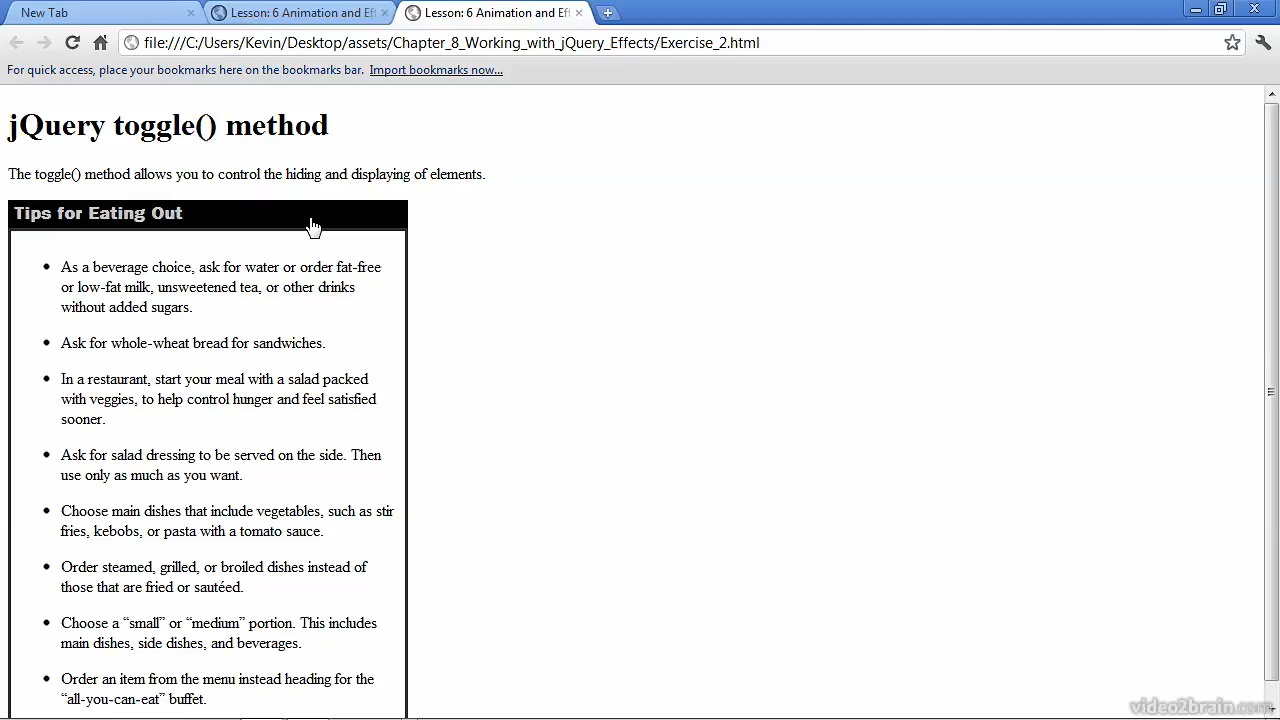 New Tab
Lesson: 6 Animation and Ef
Lesson: 6 Animation and Ef
file:///C:/Users/Kevin/Desktop/assets/Chapter_8_Working_with_jQuery_Effects/Exercise_2.html
For quick access, place your bookmarks here on the bookmarks bar. Import bookmarks now...
jQuery toggle() method
The toggle() method allows you to control the hiding and displaying of elements.
Tips for Eating Out
As a beverage choice, ask for water or order fat-free
or low-fat milk, unsweetened tea, or other drinks
without added sugars.
Ask for whole-wheat bread for sandwiches.
In a restaurant, start your meal with a salad packed
with veggies, to help control hunger and feel satisfied
sooner.
Ask for salad dressing to be served on the side. Then
use only as much as you want.
Choose main dishes that include vegetables, such as stir
fries, kebobs, or pasta with a tomato sauce.
Order steamed, grilled, or broiled dishes instead of
those that are fried or sautéed.
Choose a “small” or “medium” portion. This includes
main dishes, side dishes, and beverages.
Order an item from the menu instead heading for the
“all-you-can-eat” buffet.
video2brain.com